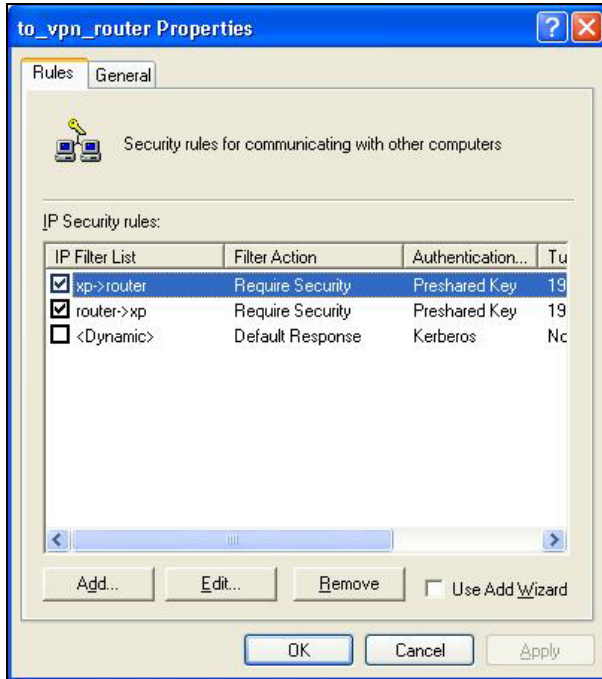 to_vpn_router Properties
Rules General
Security rules for communicating with other computers
IP Security rules:
IP Filter List Filter Action Authentication... Tu
xp->router Require Security Preshared Key 19
router->xp Require Security Preshared Key 19
<Dynamic> Default Response Kerberos Nc
Add... Edit... Remove Use Add Wizard
OK Cancel Apply